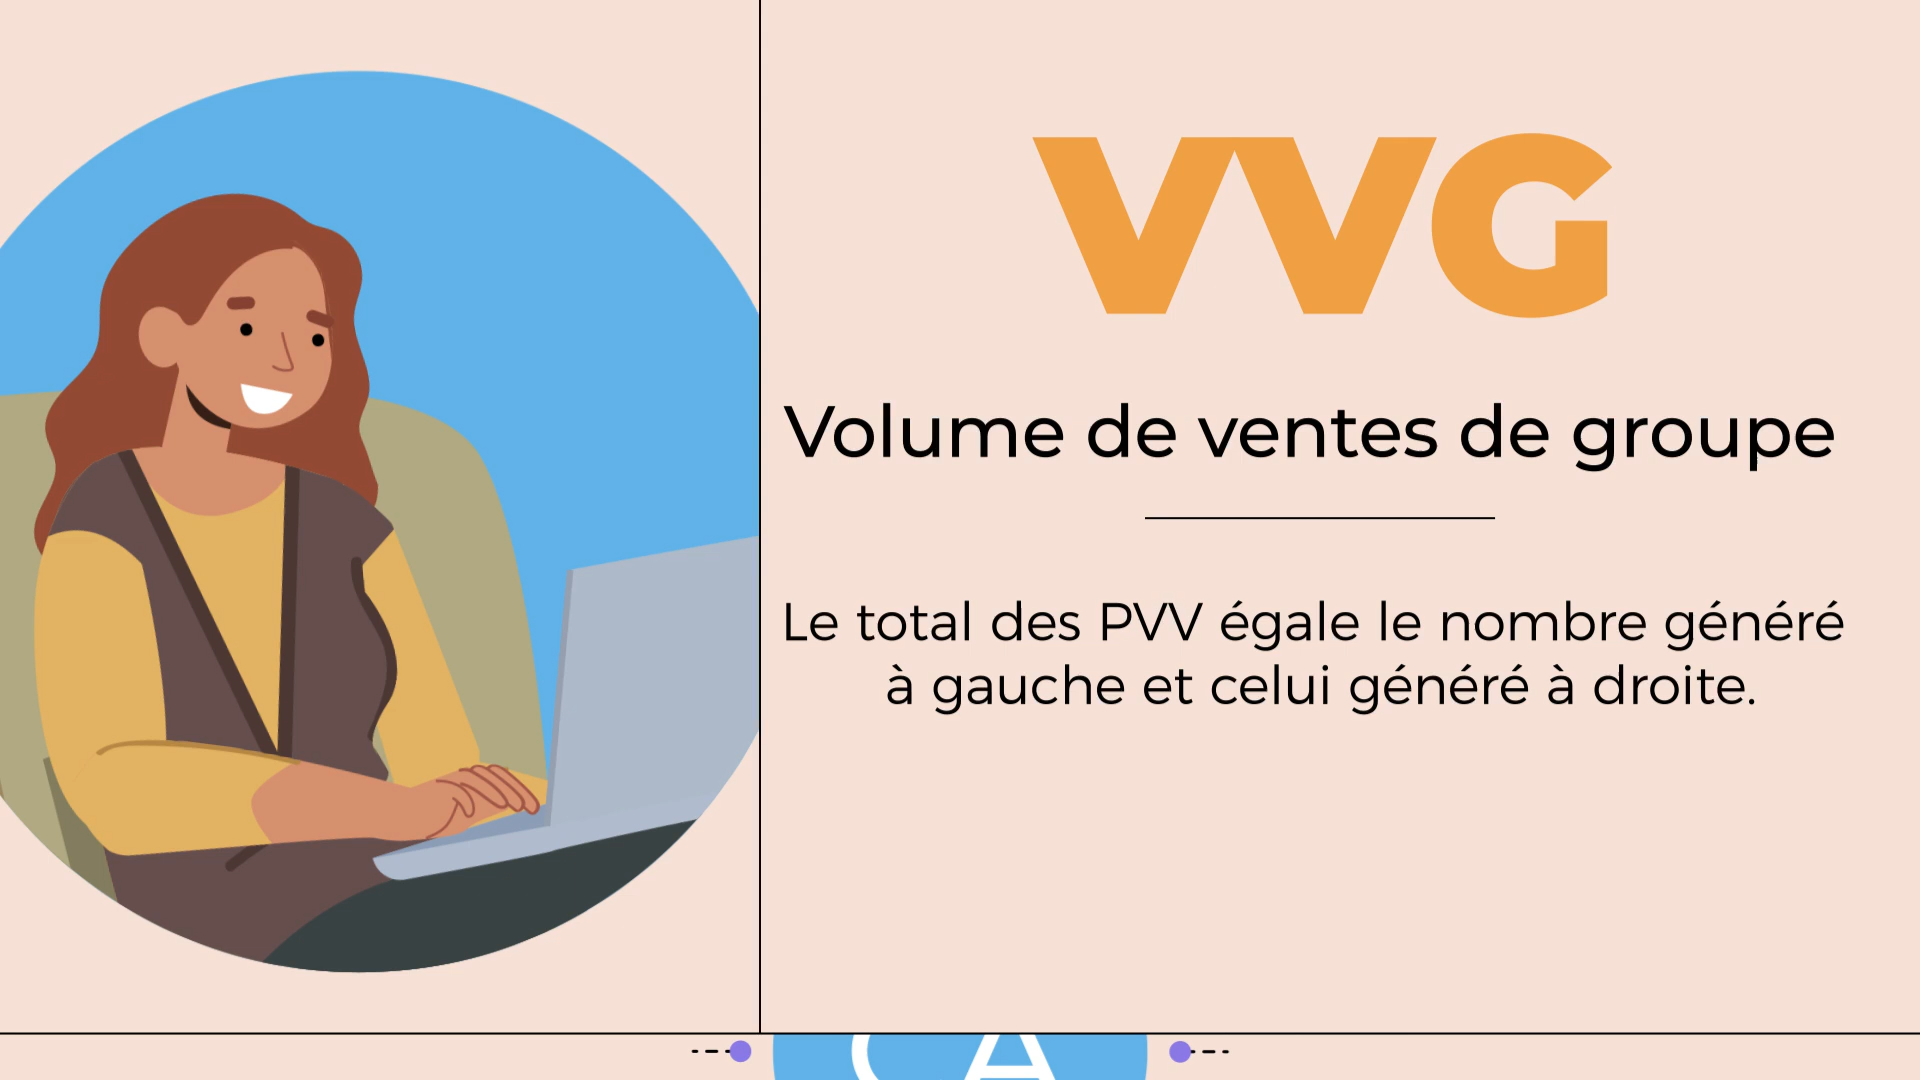 VVG
Volume de ventes de groupe
Le total des PVV égale le nombre généré
à gauche et celui généré à droite.
CA